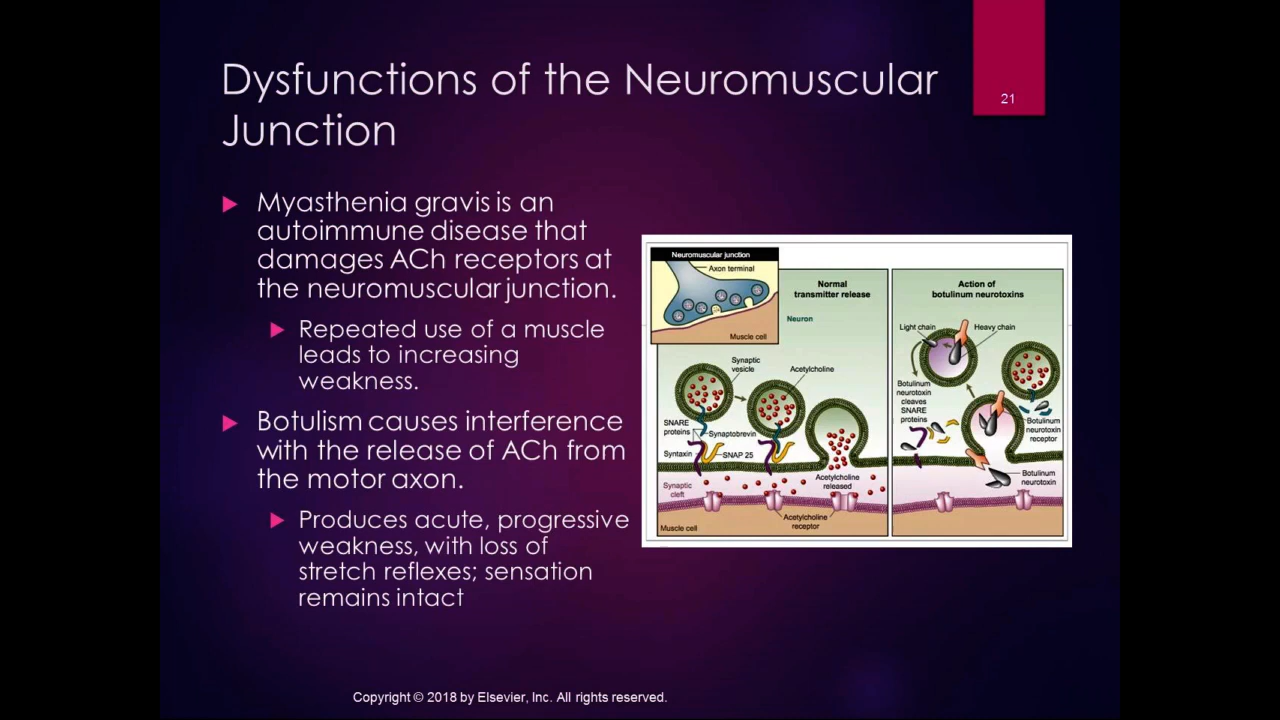 Dysfunctions of the Neuromuscular
Junction
21
▶ Myasthenia gravis is an
autoimmune disease that
damages ACh receptors at
the neuromuscular junction.
▶ Repeated use of a muscle
leads to increasing
weakness.
▶ Botulism causes interference
with the release of ACh from
the motor axon.
▶ Produces acute, progressive
weakness, with loss of
stretch reflexes; sensation
remains intact
Neuromuscular junction
Axon terminal
Muscle cell
Normal
transmitter release
Neuron
Synaptic
vesicle
Acetylcholine
SNARE
proteins
Synaptobrevin
Syntaxin
SNAP 25
Synaptic
cleft
Acetylcholine
released
Acetylcholine
receptor
Muscle cell
Action of
botulinum neurotoxins
Light chain
Heavy chain
Botulinum
neurotoxin
cleaves
SNARE
proteins
Botulinum
neurotoxin
receptor
Botulinum
neurotoxin
Copyright © 2018 by Elsevier, Inc. All rights reserved.